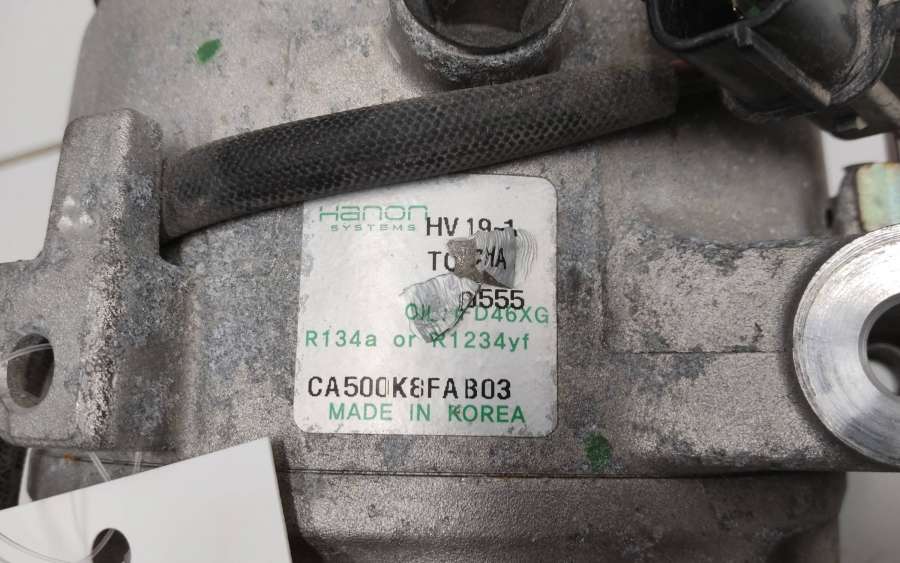 Hanon
SYSTEMS
HV 19-1
555
D46XG
R134a or R1234yf
CA500K8FAB03
MADE IN KOREA